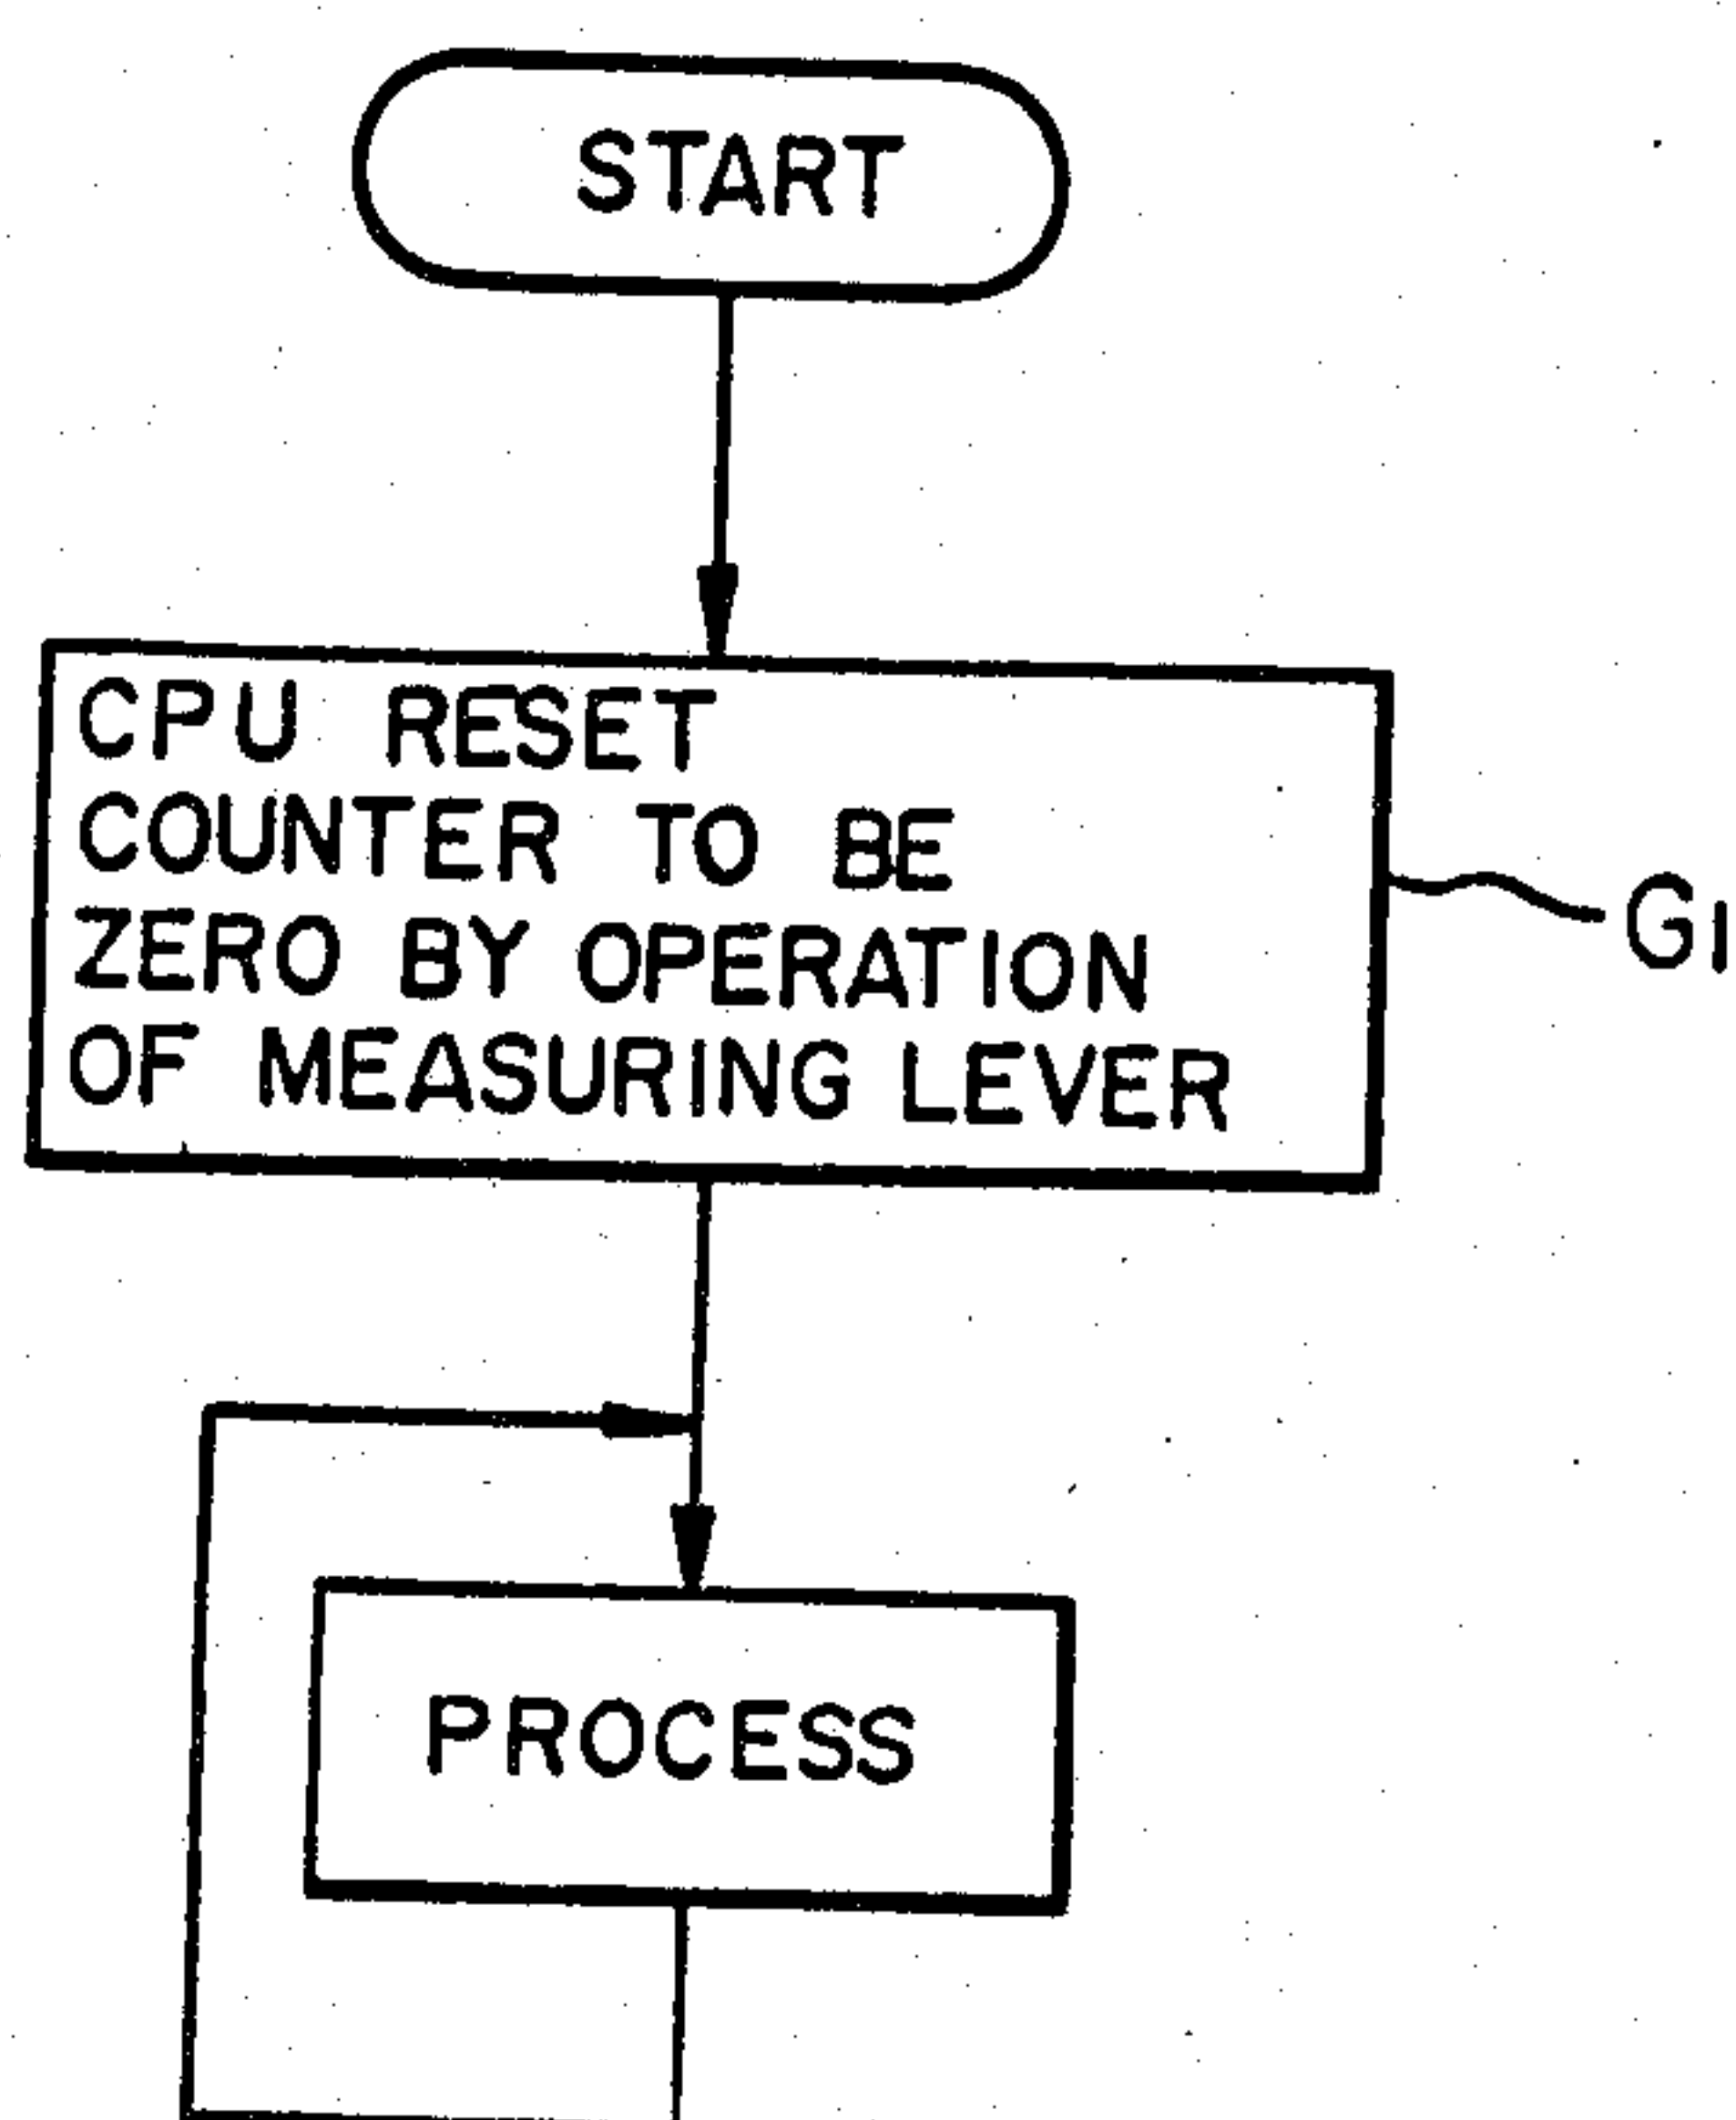 START
CPU RESET
COUNTER TO BE
ZERO BY OPERATION
OF MEASURING LEVER
G1
PROCESS